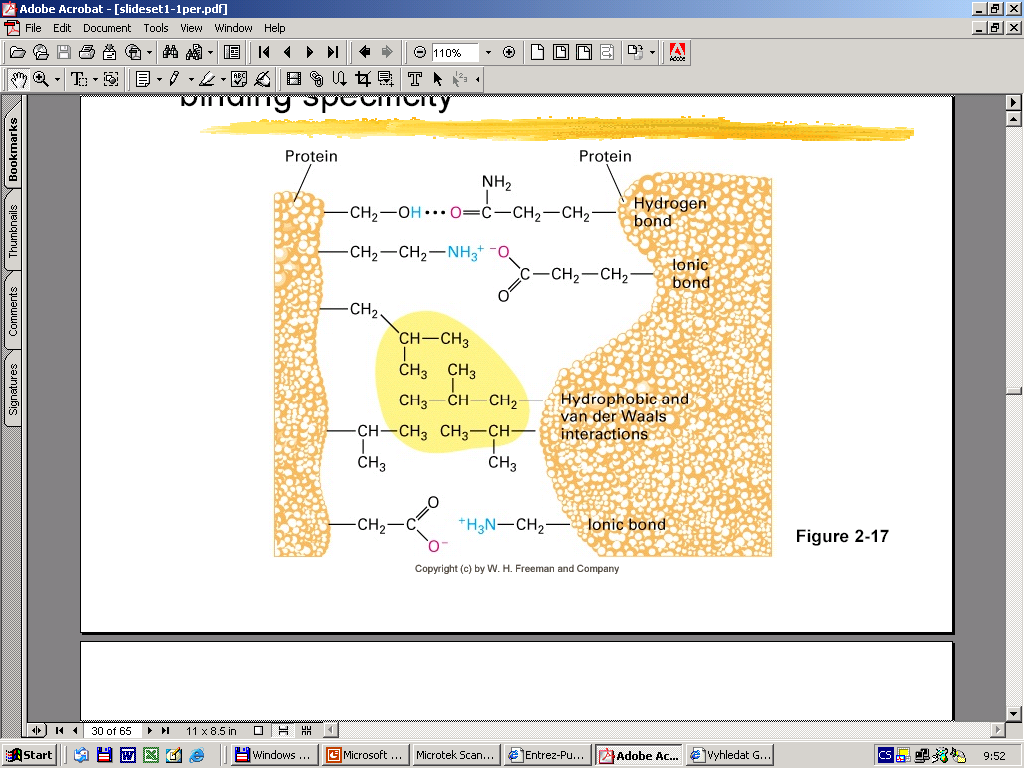 Adobe Acrobat - [slideset1-1per.pdf]
File Edit Document Tools View Window Help
110%
Bookmarks
Thumbnails
Comments
Signatures
binding specificity
Protein
Protein
NH2
CH2—OH•••O=C—CH2—CH2
Hydrogen
bond
CH2—CH2—NH3+ −O
C—CH2—CH2
O
Ionic
bond
CH2
CH—CH3
CH3 CH3
CH3—CH—CH2
Hydrophobic and
van der Waals
interactions
CH—CH3 CH3—CH
CH3 CH3
O
CH2—C
O−
+H3N—CH2
Ionic bond
Figure 2-17
Copyright (c) by W. H. Freeman and Company
30 of 65 11 x 8.5 in
Start Windows ... Microsoft ... Microtek Scan... Entrez-Pu... Adobe Ac... Vyhledat G... CS 9:52